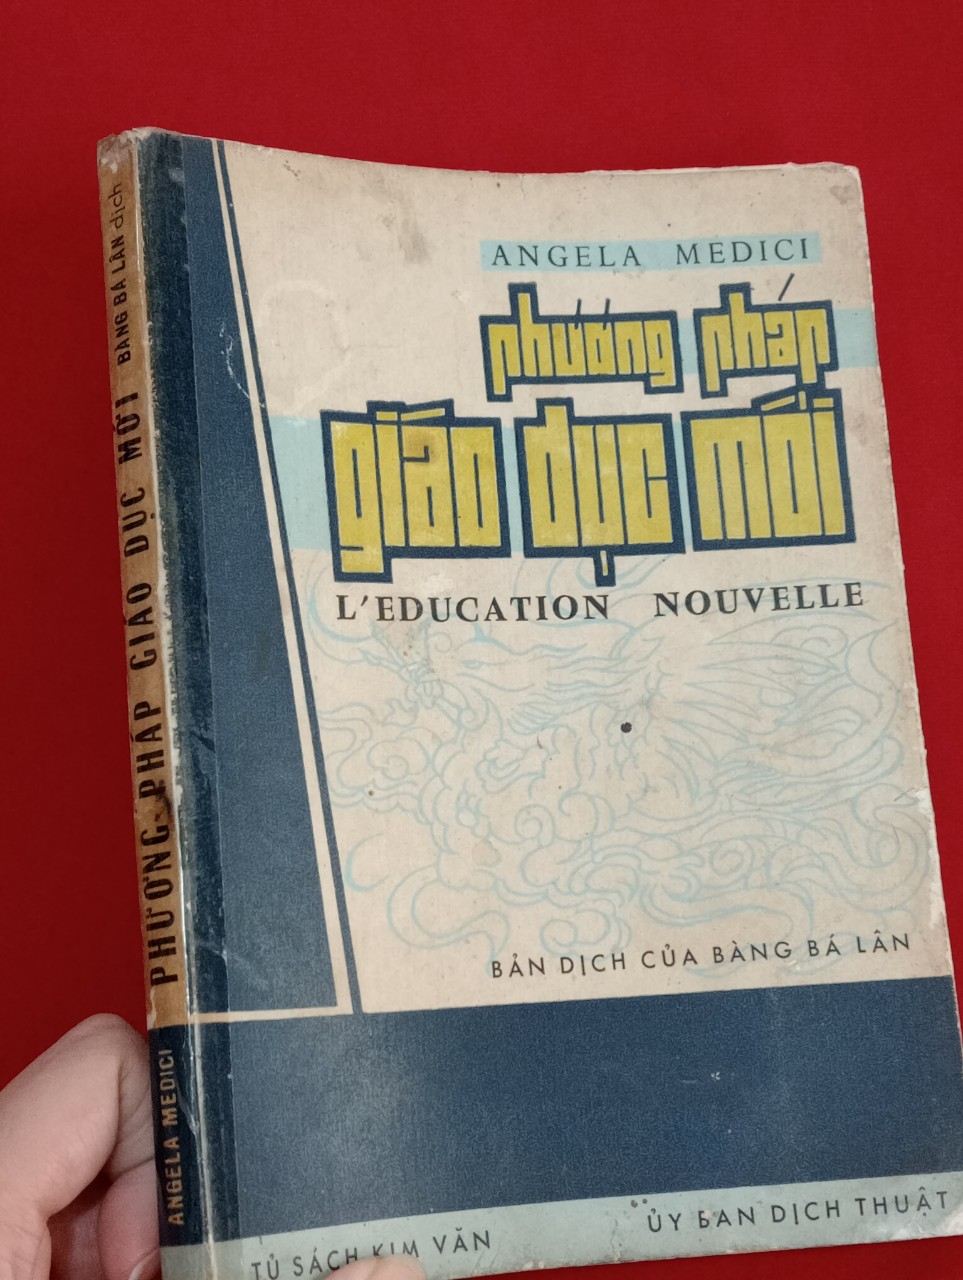 ANGELA MEDICI
phương pháp
giáo dục mới
L'EDUCATION NOUVELLE
BẢN DỊCH CỦA BÀNG BÁ LÂN
TỦ SÁCH KIM VĂN
ỦY BAN DỊCH THUẬT
ANGELA MEDICI
PHƯƠNG PHÁP GIÁO DỤC MỚI
BÀNG BÁ LÂN dịch